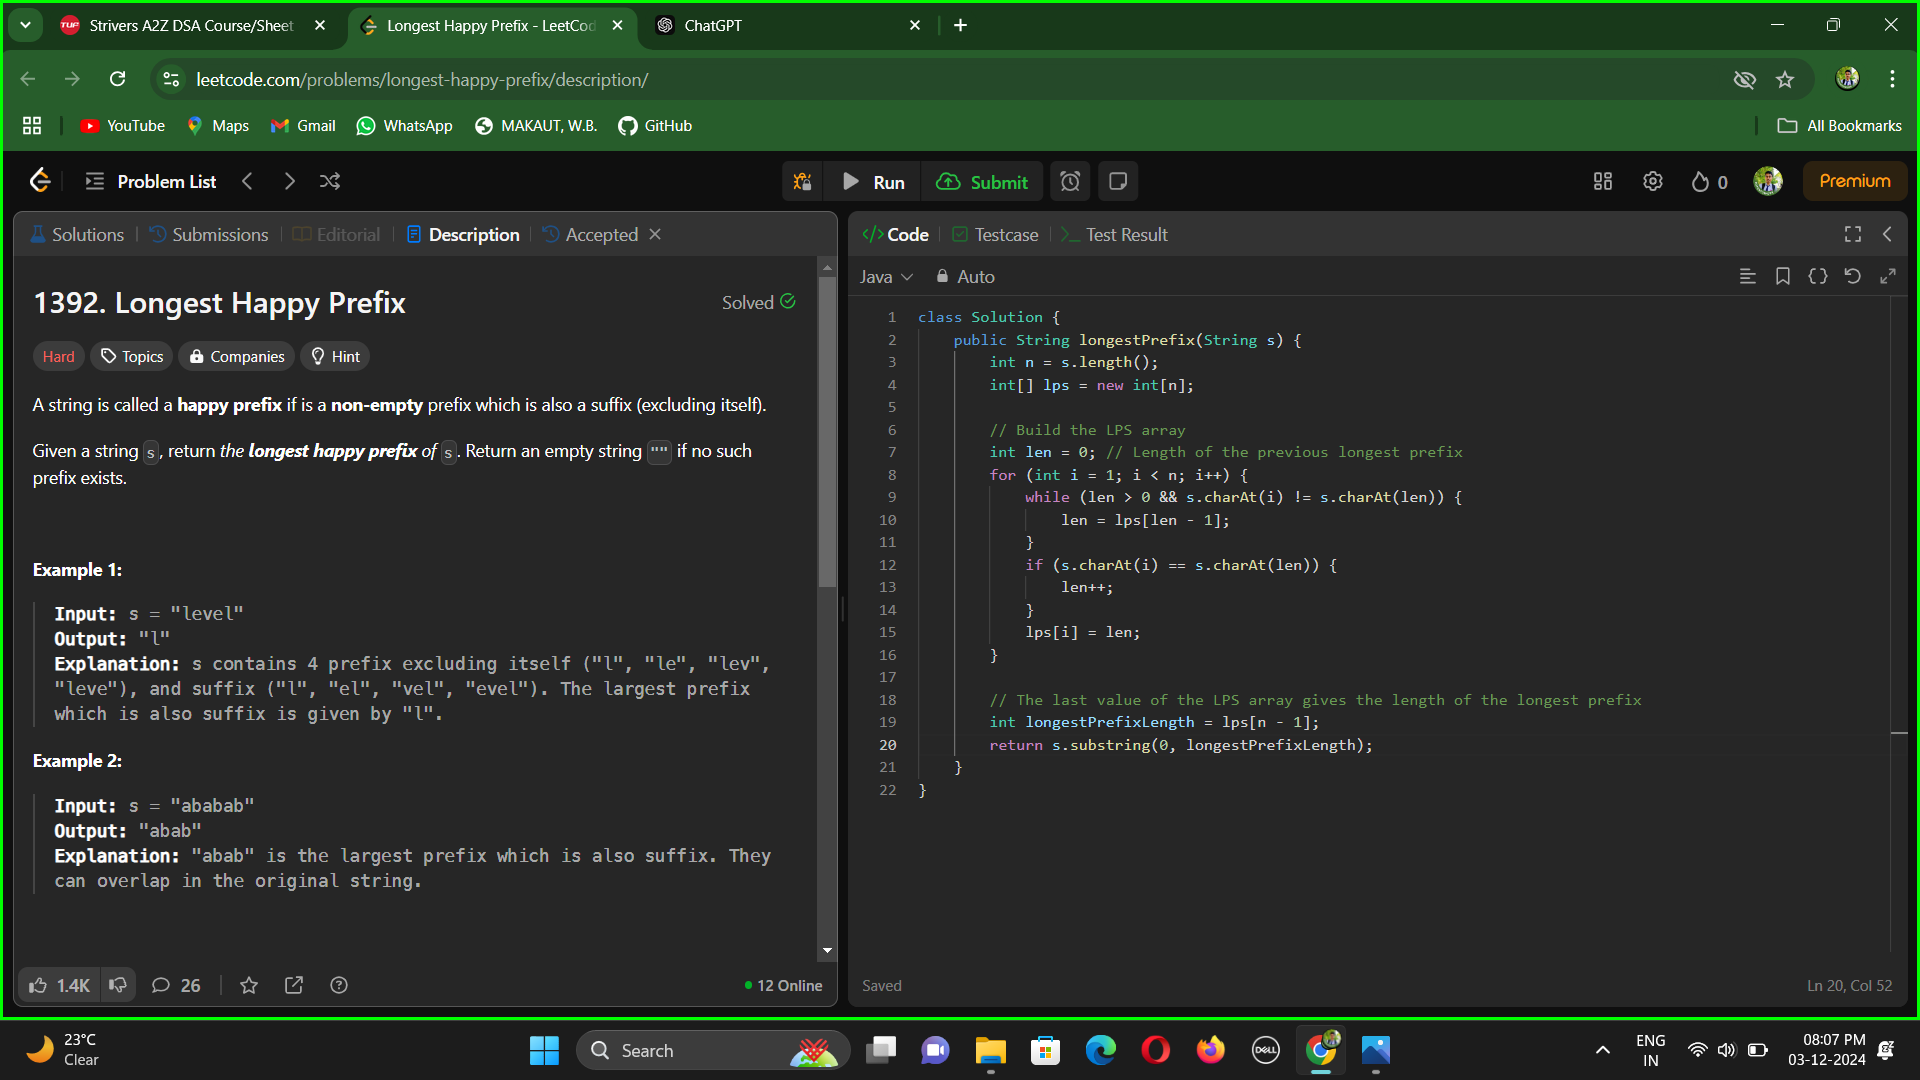 Strivers A2Z DSA Course/Sheet
Longest Happy Prefix - LeetCod
ChatGPT
leetcode.com/problems/longest-happy-prefix/description/
YouTube
Maps
Gmail
WhatsApp
MAKAUT, W.B.
GitHub
All Bookmarks
Problem List
Run
Submit
0
Premium
Solutions
Submissions
Editorial
Description
Accepted
1392. Longest Happy Prefix
Solved
Hard
Topics
Companies
Hint
A string is called a happy prefix if is a non-empty prefix which is also a suffix (excluding itself).
Given a string s, return the longest happy prefix of s. Return an empty string "" if no such
prefix exists.
Example 1:
Input: s = "level"
Output: "l"
Explanation: s contains 4 prefix excluding itself ("l", "le", "lev",
"leve"), and suffix ("l", "el", "vel", "evel"). The largest prefix
which is also suffix is given by "l".
Example 2:
Input: s = "ababab"
Output: "abab"
Explanation: "abab" is the largest prefix which is also suffix. They
can overlap in the original string.
1.4K
26
12 Online
</> Code
Testcase
>_ Test Result
Java
Auto
1 class Solution {
2 public String longestPrefix(String s) {
3 int n = s.length();
4 int[] lps = new int[n];
5
6 // Build the LPS array
7 int len = 0; // Length of the previous longest prefix
8 for (int i = 1; i < n; i++) {
9 while (len > 0 && s.charAt(i) != s.charAt(len)) {
10 len = lps[len - 1];
11 }
12 if (s.charAt(i) == s.charAt(len)) {
13 len++;
14 }
15 lps[i] = len;
16 }
17
18 // The last value of the LPS array gives the length of the longest prefix
19 int longestPrefixLength = lps[n - 1];
20 return s.substring(0, longestPrefixLength);
21 }
22 }
Saved
Ln 20, Col 52
23°C
Clear
Search
DELL
ENG
IN
08:07 PM
03-12-2024